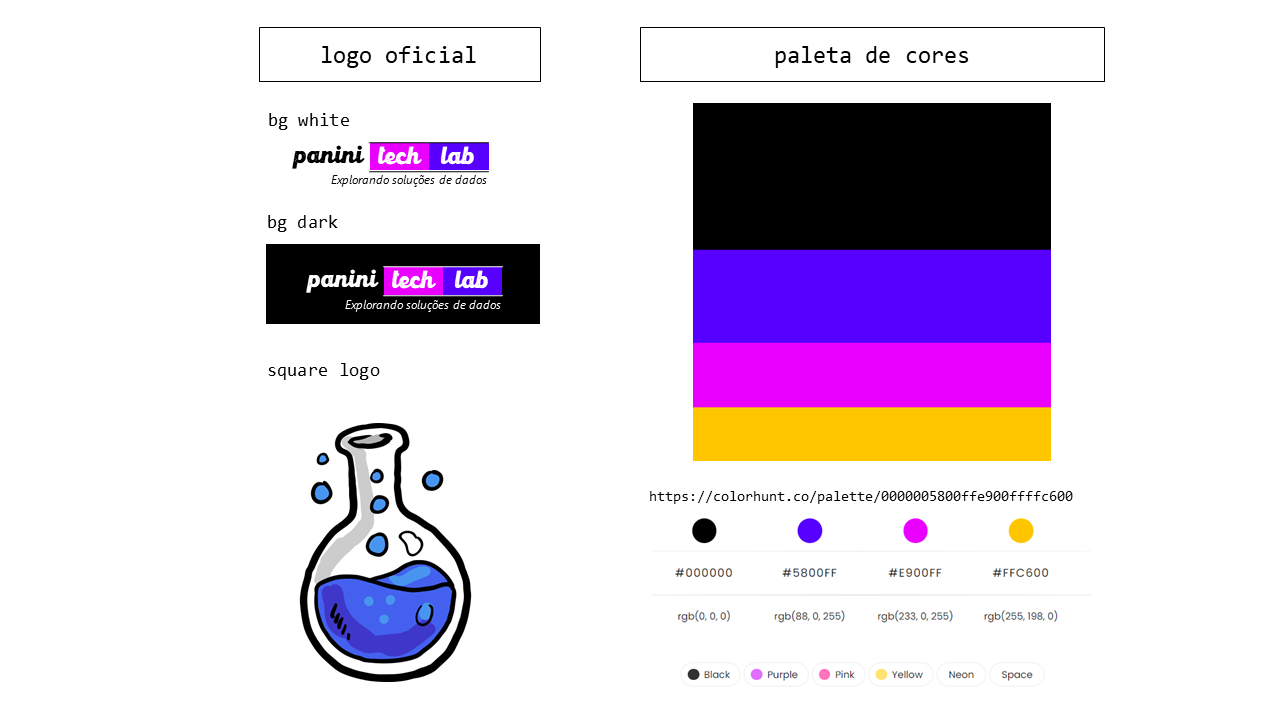 logo oficial
bg white
panini tech lab
Explorando soluções de dados
bg dark
panini tech lab
Explorando soluções de dados
square logo
paleta de cores
https://colorhunt.co/palette/0000005800ffe900ffffc600
#000000 #5800FF #E900FF #FFC600
rgb(0, 0, 0) rgb(88, 0, 255) rgb(233, 0, 255) rgb(255, 198, 0)
Black Purple Pink Yellow Neon Space